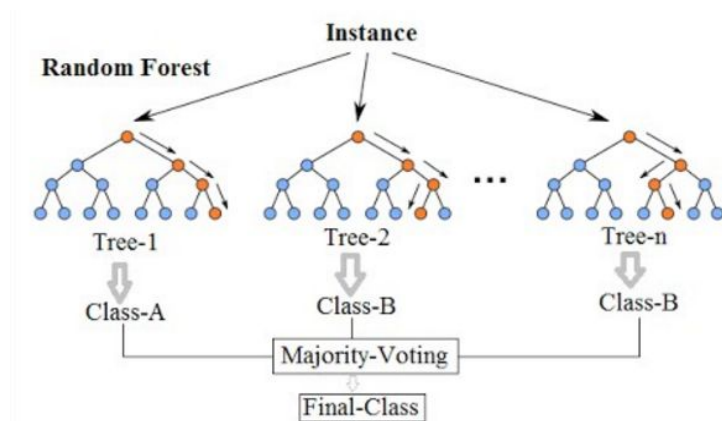 Instance
Random Forest
...
Tree-1
Tree-2
Tree-n
Class-A
Class-B
Class-B
Majority-Voting
Final-Class